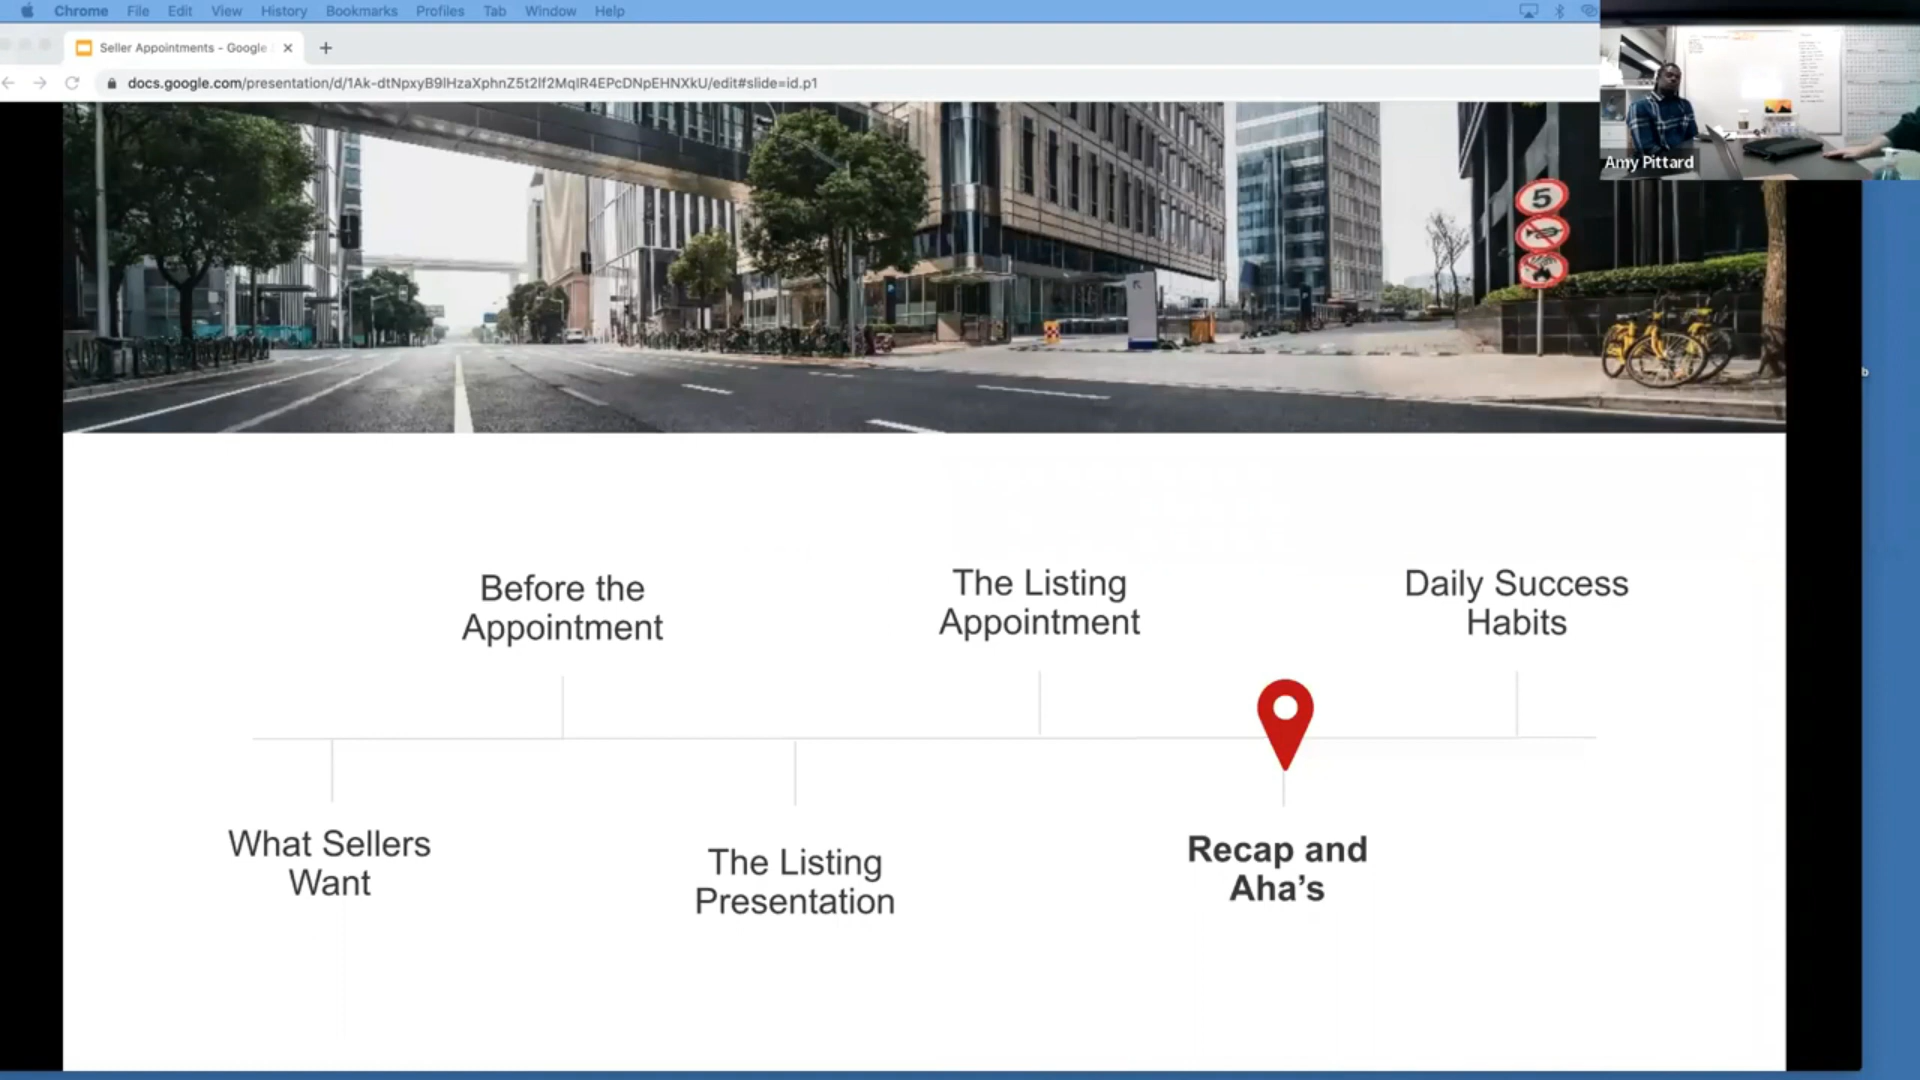 Chrome File Edit View History Bookmarks Profiles Tab Window Help
Seller Appointments - Google
docs.google.com/presentation/d/1Ak-dtNpxyB9lHzaXphnZ5t2lf2MqIR4EPcDNpEHNXkU/edit#slide=id.p1
Amy Pittard
5
Before the
Appointment
The Listing
Appointment
Daily Success
Habits
What Sellers
Want
The Listing
Presentation
Recap and
Aha’s